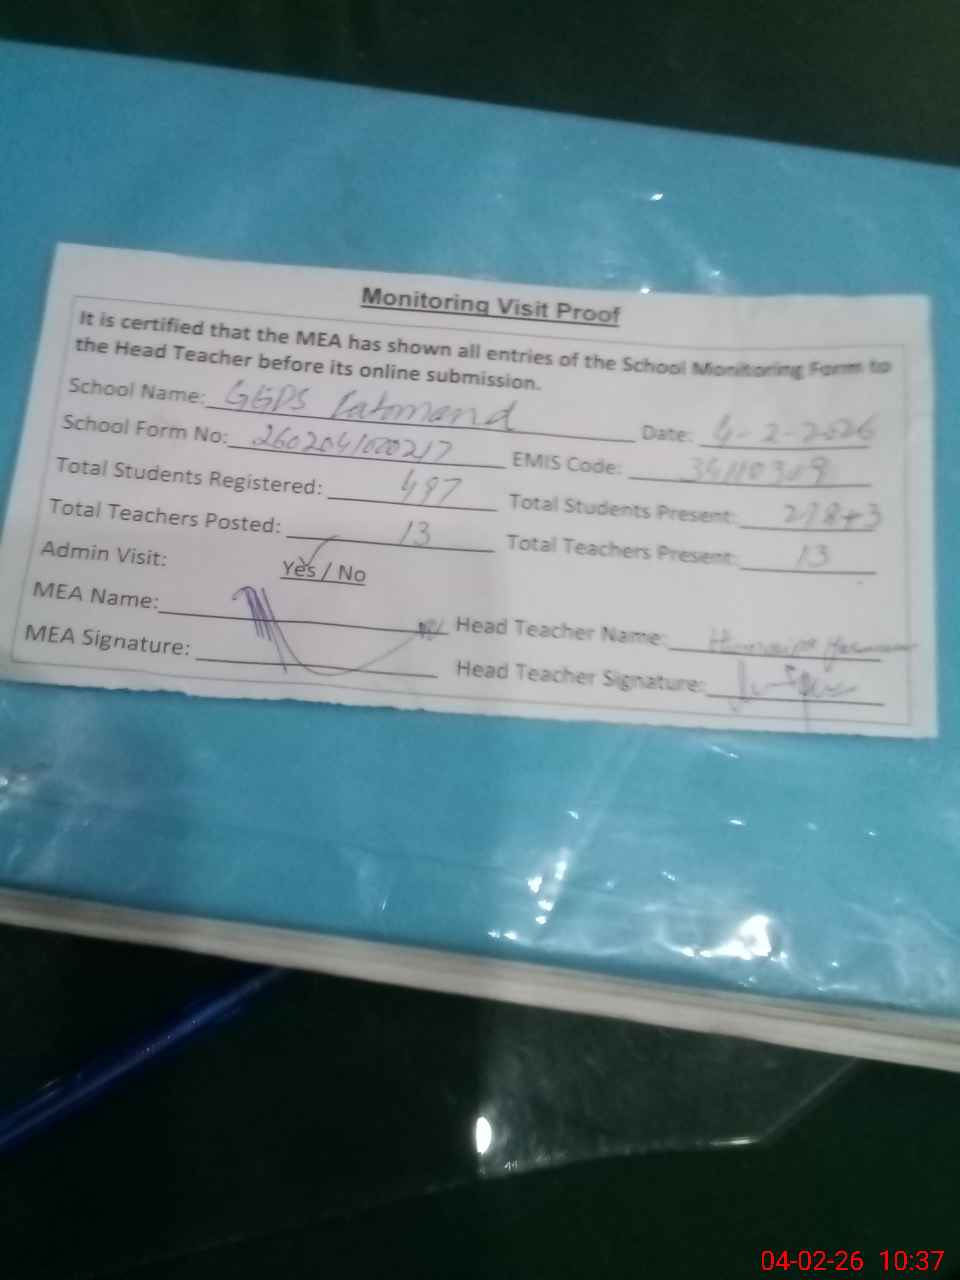 Monitoring Visit Proof
It is certified that the MEA has shown all entries of the School Monitoring Form to
the Head Teacher before its online submission.
School Name: GGPS
Date: 4-2-2026
School Form No: 2602041000217
EMIS Code:
Total Students Registered: 497
Total Students Present:
Total Teachers Posted: 13
Total Teachers Present: 13
Admin Visit: Yes / No
MEA Name:
Head Teacher Name:
MEA Signature:
Head Teacher Signature:
04-02-26 10:37